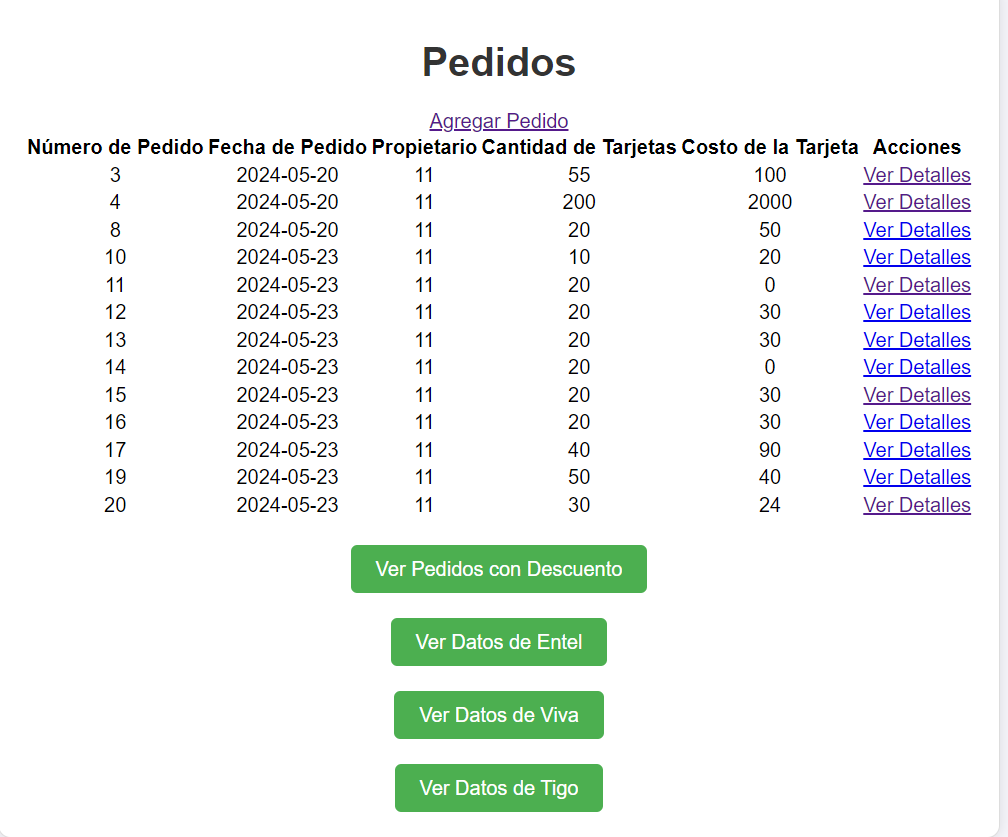 Pedidos
Agregar Pedido
Número de Pedido Fecha de Pedido Propietario Cantidad de Tarjetas Costo de la Tarjeta Acciones
3 2024-05-20 11 55 100 Ver Detalles
4 2024-05-20 11 200 2000 Ver Detalles
8 2024-05-20 11 20 50 Ver Detalles
10 2024-05-23 11 10 20 Ver Detalles
11 2024-05-23 11 20 0 Ver Detalles
12 2024-05-23 11 20 30 Ver Detalles
13 2024-05-23 11 20 30 Ver Detalles
14 2024-05-23 11 20 0 Ver Detalles
15 2024-05-23 11 20 30 Ver Detalles
16 2024-05-23 11 20 30 Ver Detalles
17 2024-05-23 11 40 90 Ver Detalles
19 2024-05-23 11 50 40 Ver Detalles
20 2024-05-23 11 30 24 Ver Detalles
Ver Pedidos con Descuento
Ver Datos de Entel
Ver Datos de Viva
Ver Datos de Tigo